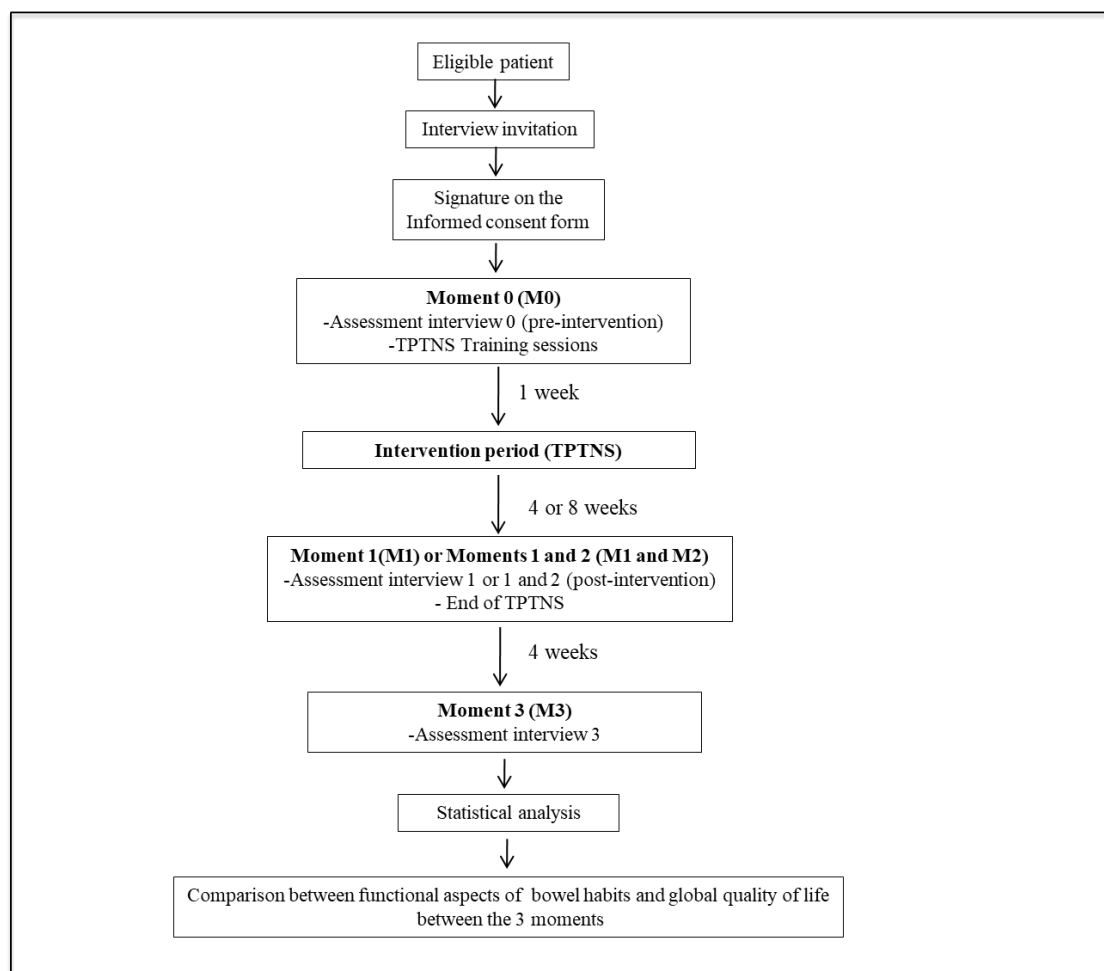 Eligible patient
Interview invitation
Signature on the
Informed consent form
Moment 0 (M0)
-Assessment interview 0 (pre-intervention)
-TPTNS Training sessions
1 week
Intervention period (TPTNS)
4 or 8 weeks
Moment 1(M1) or Moments 1 and 2 (M1 and M2)
-Assessment interview 1 or 1 and 2 (post-intervention)
- End of TPTNS
4 weeks
Moment 3 (M3)
-Assessment interview 3
Statistical analysis
Comparison between functional aspects of bowel habits and global quality of life
between the 3 moments